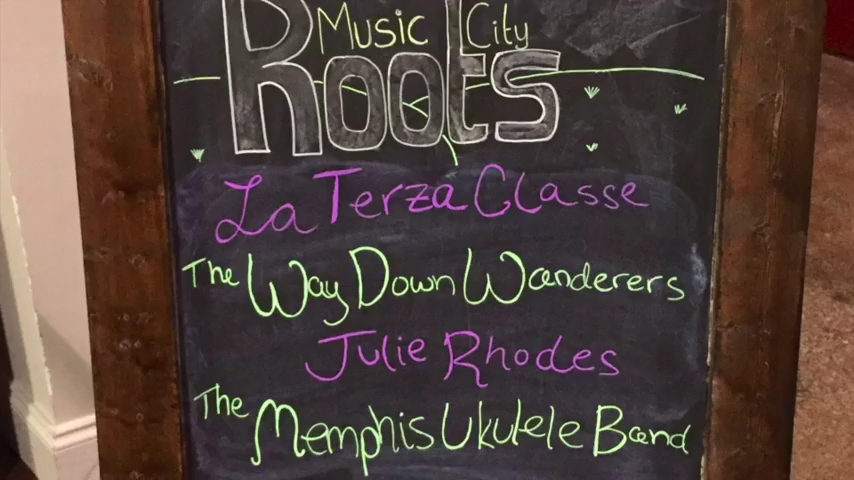 Music City
Roots
La Terza Classe
The Way Down Wanderers
Julie Rhodes
The Memphis Ukulele Band